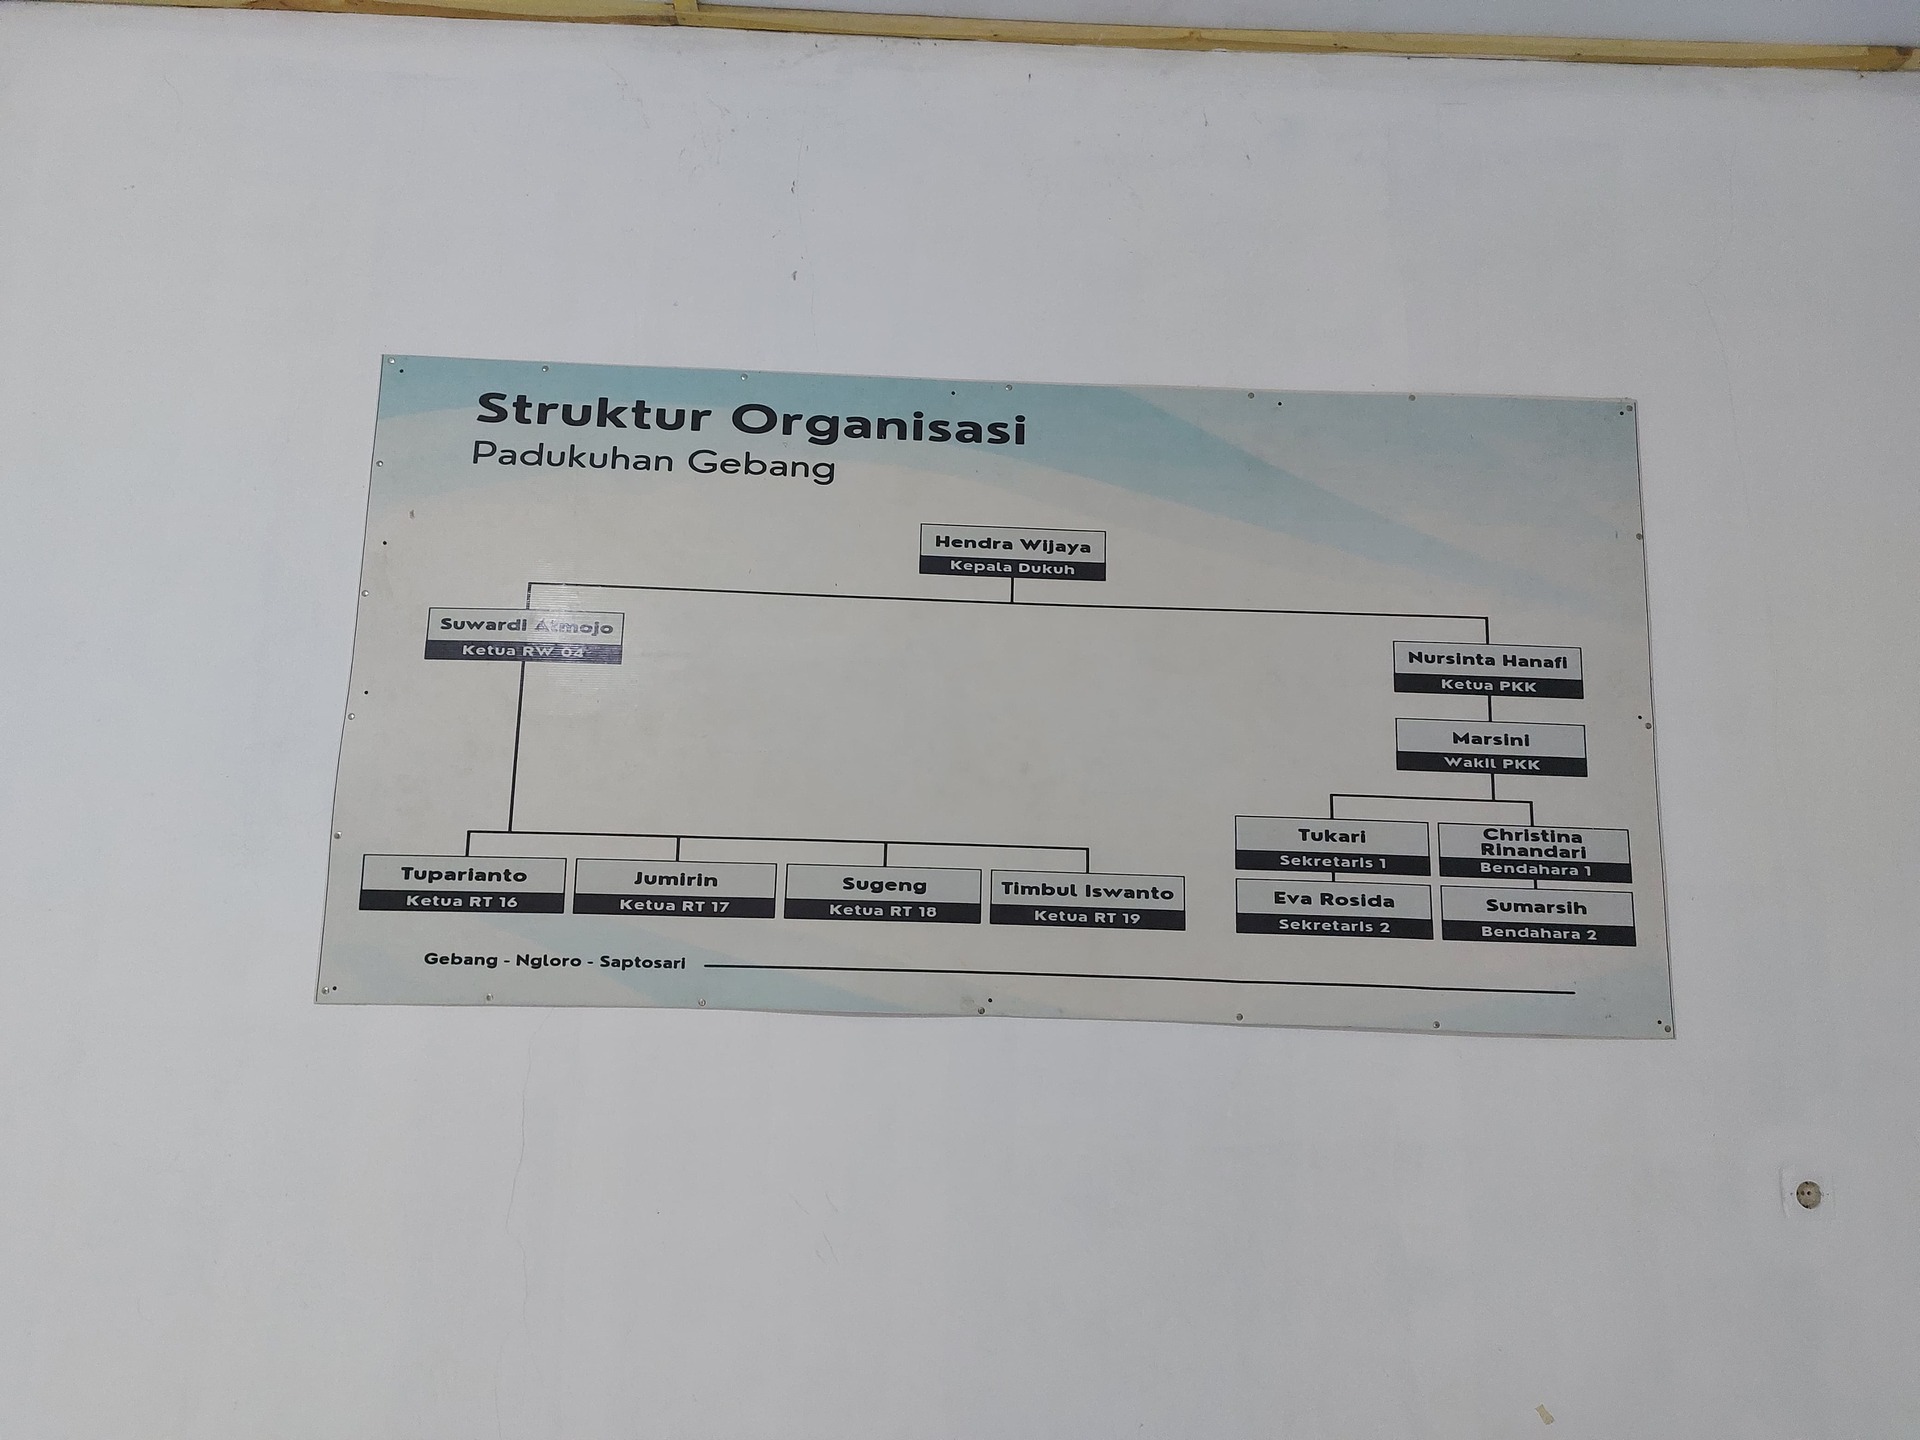 Struktur Organisasi
Padukuhan Gebang
Hendra Wijaya
Kepala Dukuh
Suwardi Atmojo
Ketua RW 04
Nursinta Hanafi
Ketua PKK
Marsini
Wakil PKK
Tukari
Sekretaris 1
Christina
Rinandari
Bendahara 1
Tuparianto
Ketua RT 16
Jumirin
Ketua RT 17
Sugeng
Ketua RT 18
Timbul Iswanto
Ketua RT 19
Eva Rosida
Sekretaris 2
Sumarsih
Bendahara 2
Gebang - Ngloro - Saptosari